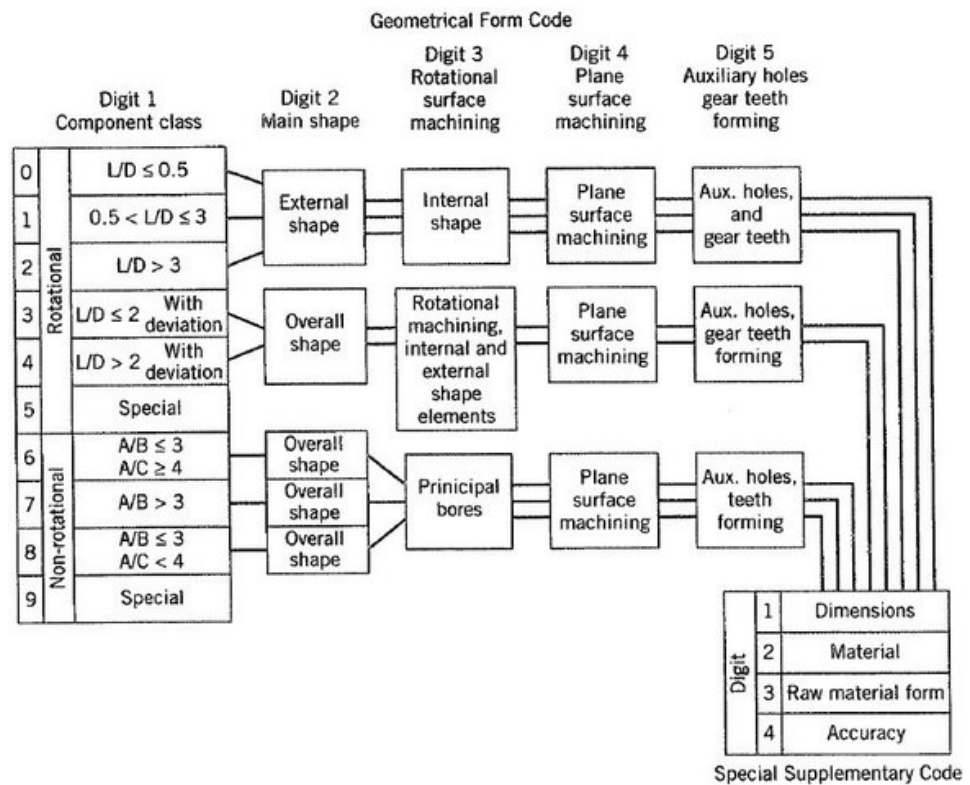 Geometrical Form Code
Digit 1
Component class
Digit 2
Main shape
Digit 3
Rotational
surface
machining
Digit 4
Plane
surface
machining
Digit 5
Auxiliary holes
gear teeth
forming
Rotational
0
L/D ≤ 0.5
1
0.5 < L/D ≤ 3
2
L/D > 3
3
L/D ≤ 2 With
deviation
4
L/D > 2 With
deviation
5
Special
Non-rotational
6
A/B ≤ 3
A/C ≥ 4
7
A/B > 3
8
A/B ≤ 3
A/C < 4
9
Special
External
shape
Internal
shape
Plane
surface
machining
Aux. holes,
and
gear teeth
Overall
shape
Rotational
machining,
internal and
external
shape
elements
Plane
surface
machining
Aux. holes,
gear teeth
forming
Overall
shape
Overall
shape
Overall
shape
Prinicipal
bores
Plane
surface
machining
Aux. holes,
teeth
forming
Digit
1 Dimensions
2 Material
3 Raw material form
4 Accuracy
Special Supplementary Code